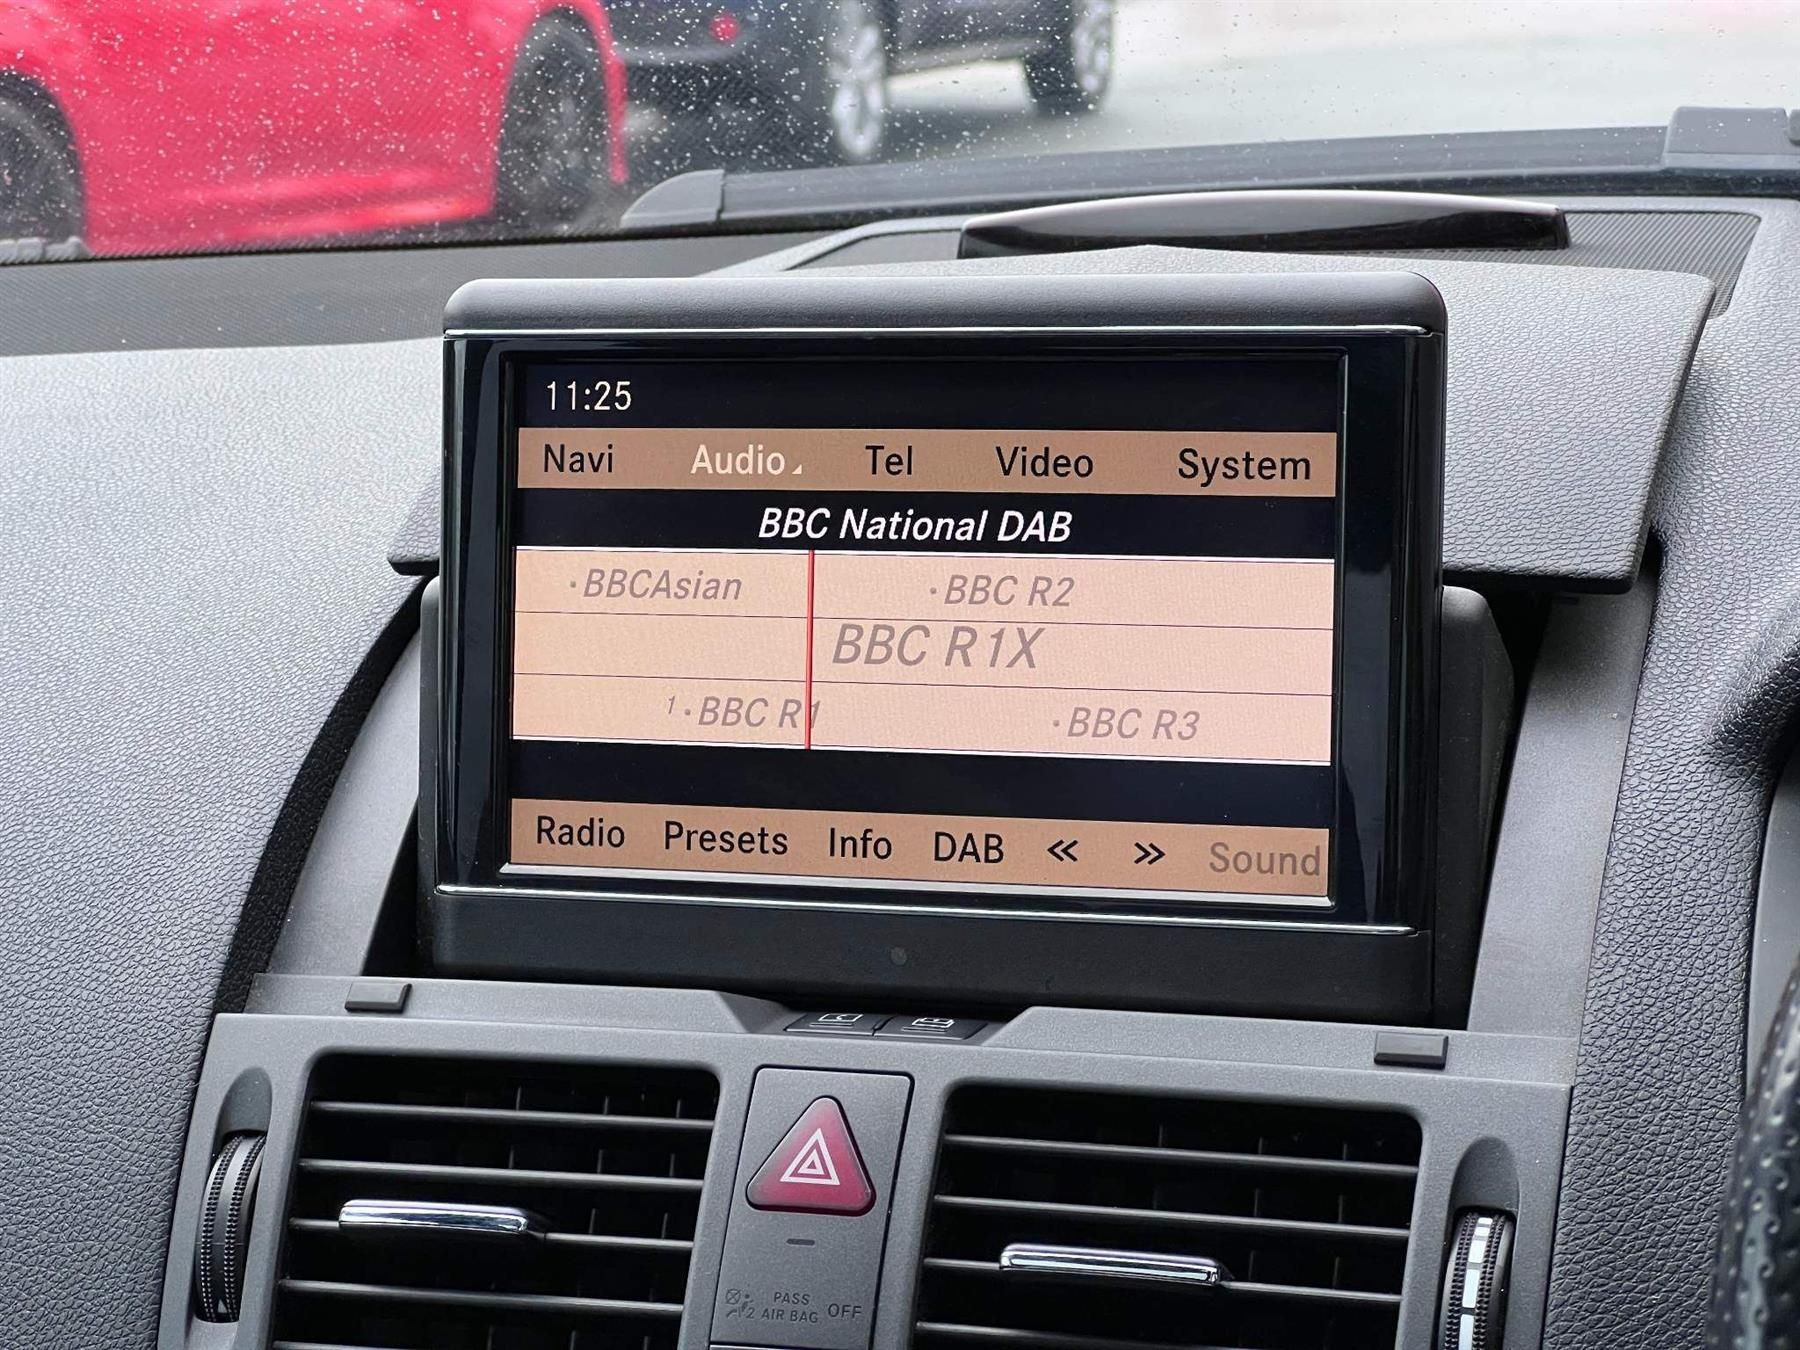 11:25
Navi Audio Tel Video System
BBC National DAB
·BBCAsian ·BBC R2
BBC R1X
1·BBC R1 ·BBC R3
Radio Presets Info DAB << >> Sound
PASS
2 AIR BAG OFF